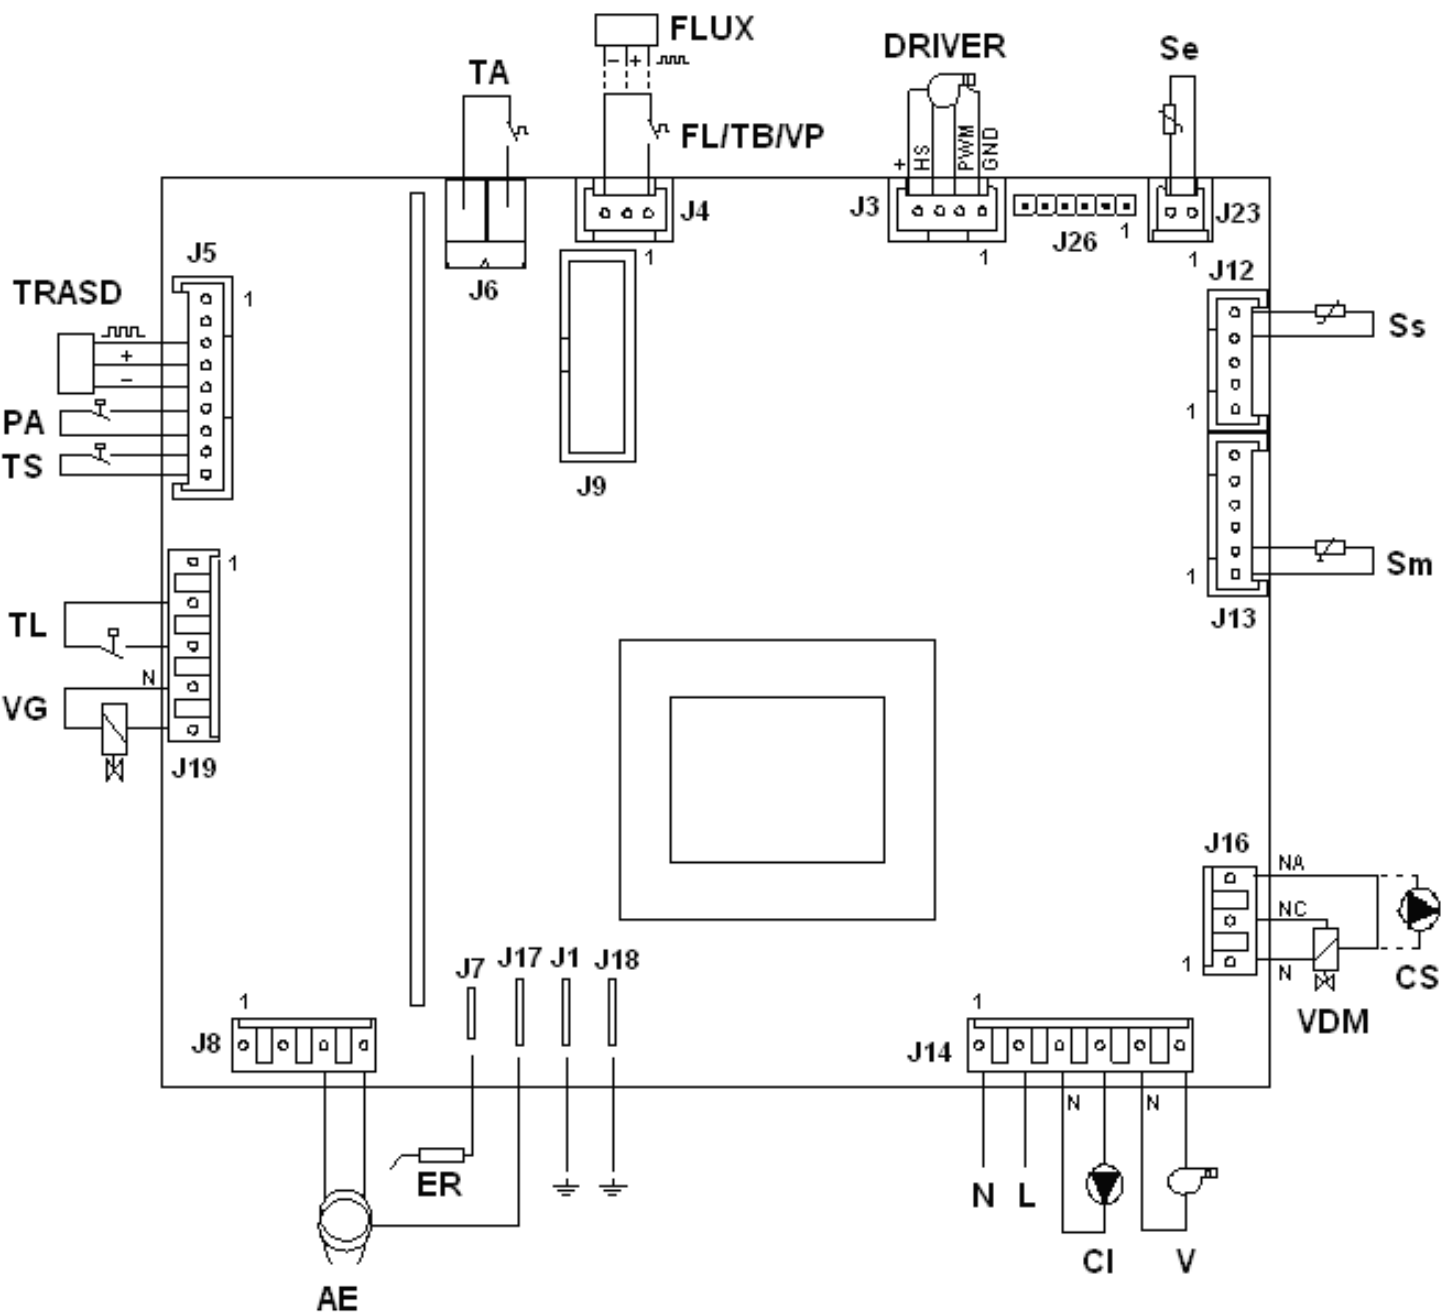 FLUX
DRIVER
Se
TA
− +
FL/TB/VP
+ HS PWM GND
J4
J3
J26
1
J23
1
1
1
J5
J6
J12
TRASD
1
+
−
Ss
PA
TS
1
J9
1
Sm
J13
1
TL
N
VG
J19
J16
NA
NC
1
N
CS
VDM
J7
J17
J1
J18
1
J8
1
J14
N
N
ER
N
L
CI
V
AE